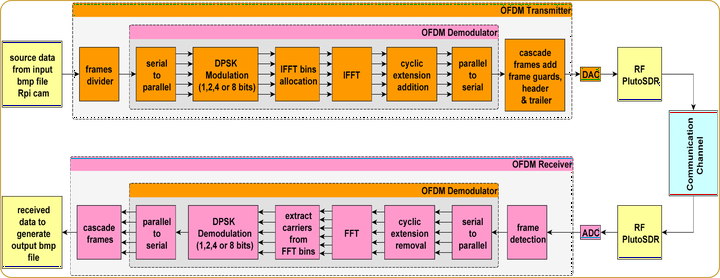 OFDM Transmitter
OFDM Demodulator
source data
from input
bmp file
Rpi cam
frames
divider
serial
to
parallel
DPSK
Modulation
(1,2,4 or 8 bits)
IFFT bins
allocation
IFFT
cyclic
extension
addition
parallel
to
serial
cascade
frames add
frame guards,
header
& trailer
DAC
RF
PlutoSDR
Communication
Channel
OFDM Receiver
OFDM Demodulator
received
data to
generate
output bmp
file
cascade
frames
parallel
to
serial
DPSK
Demodulation
(1,2,4 or 8 bits)
extract
carriers
from
FFT bins
FFT
cyclic
extension
removal
serial
to
parallel
frame
detection
ADC
RF
PlutoSDR